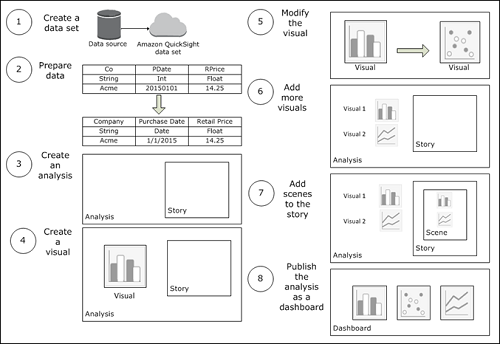 1
Create a
data set
Data source
Amazon QuickSight
data set
2
Prepare
data
Co PDate RPrice
String Int Float
Acme 20150101 14.25
Company Purchase Date Retail Price
String Date Float
Acme 1/1/2015 14.25
3
Create
an
analysis
Story
Analysis
4
Create
a
visual
Visual
Story
Analysis
5
Modify
the
visual
Visual
Visual
6
Add
more
visuals
Visual 1
Visual 2
Story
Analysis
7
Add
scenes to
the story
Visual 1
Visual 2
Scene
Story
Analysis
8
Publish
the
analysis
as a
dashboard
Dashboard